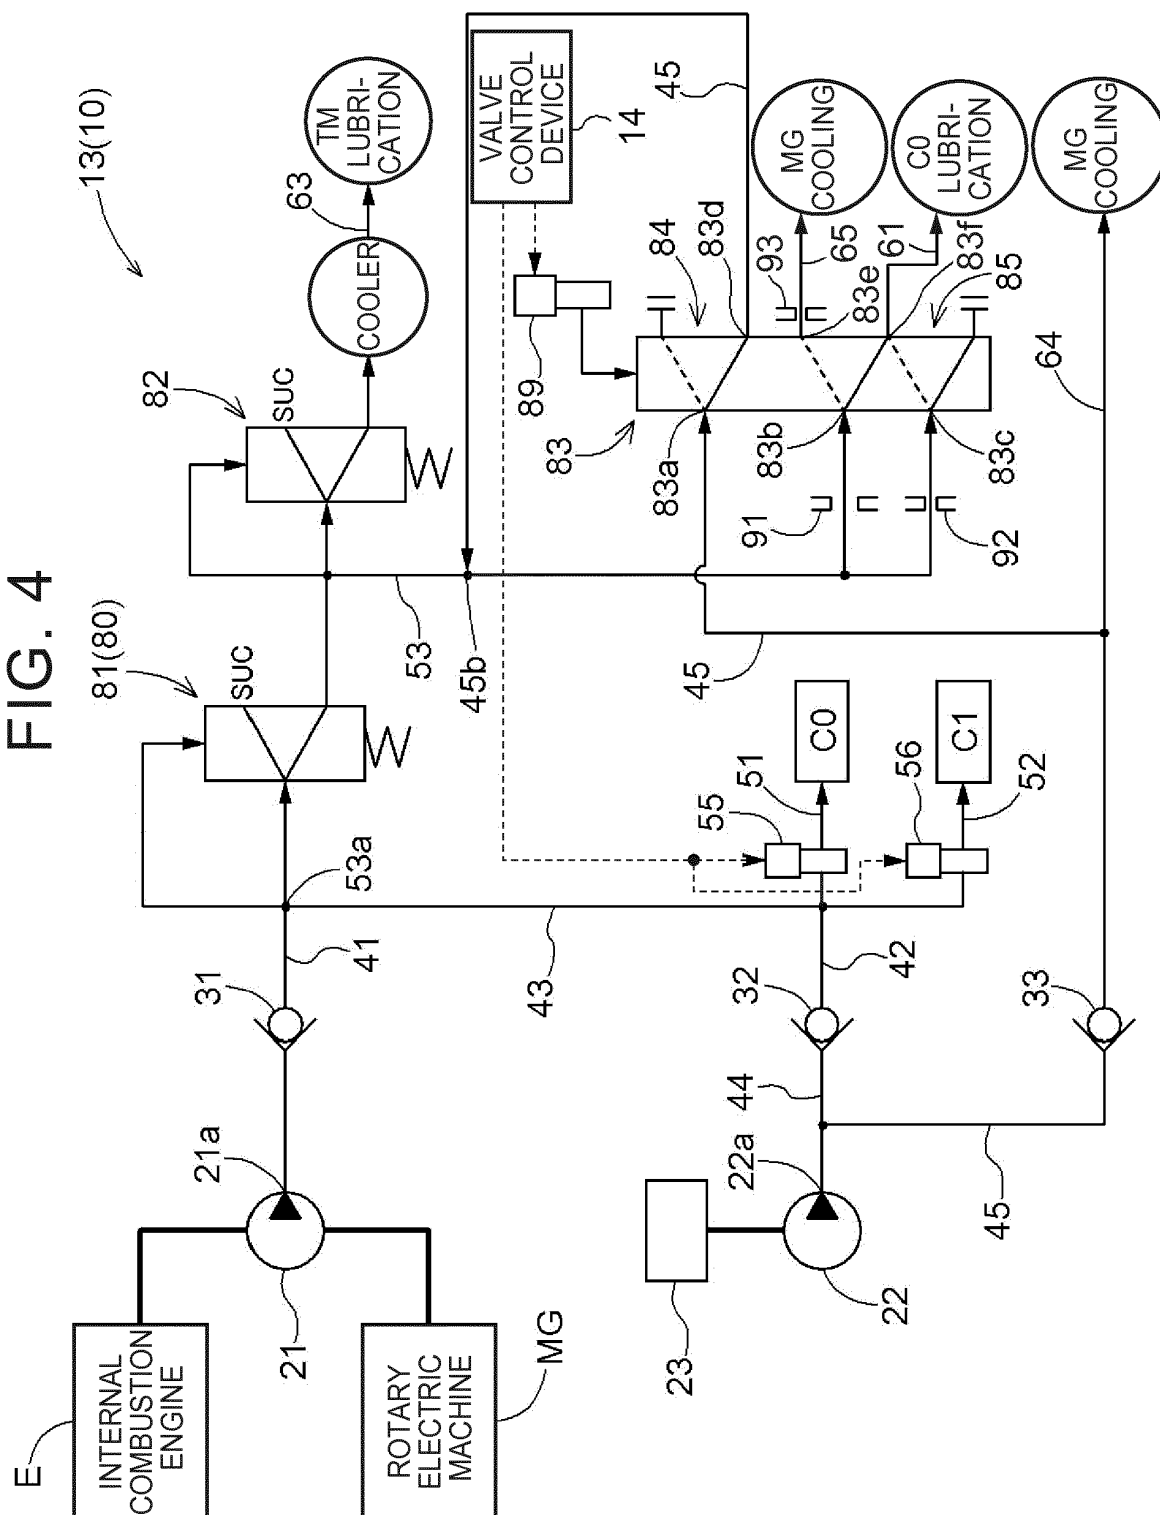 FIG. 4
13(10)
E
INTERNAL
COMBUSTION
ENGINE
ROTARY
ELECTRIC
MACHINE
MG
21
21a
31
41
53a
81(80)
SUC
82
SUC
COOLER
63
TM
LUBRI-
CATION
53
45b
43
VALVE
CONTROL
DEVICE
14
89
83
84
83a
83d
45
45
83b
83e
93
65
MG
COOLING
83c
83f
61
C0
LUBRI-
CATION
85
91
92
64
MG
COOLING
23
22
22a
44
32
42
55
51
C0
56
52
C1
45
33